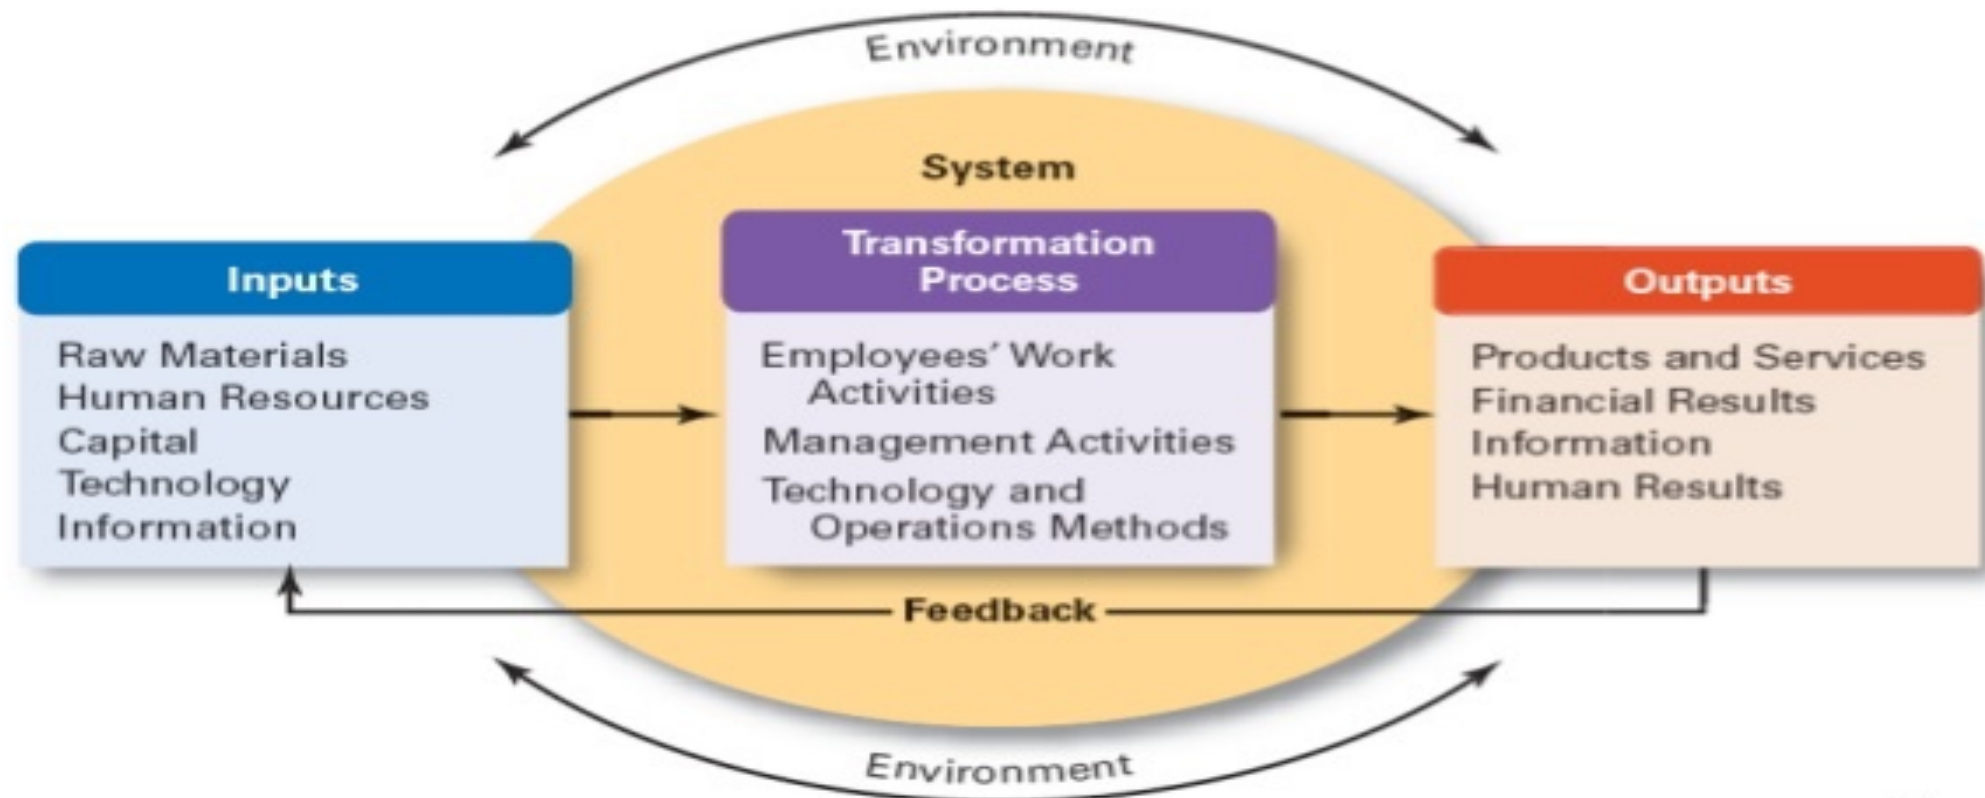 Environment
System
Inputs
Raw Materials
Human Resources
Capital
Technology
Information
Transformation
Process
Employees' Work
Activities
Management Activities
Technology and
Operations Methods
Outputs
Products and Services
Financial Results
Information
Human Results
Feedback
Environment